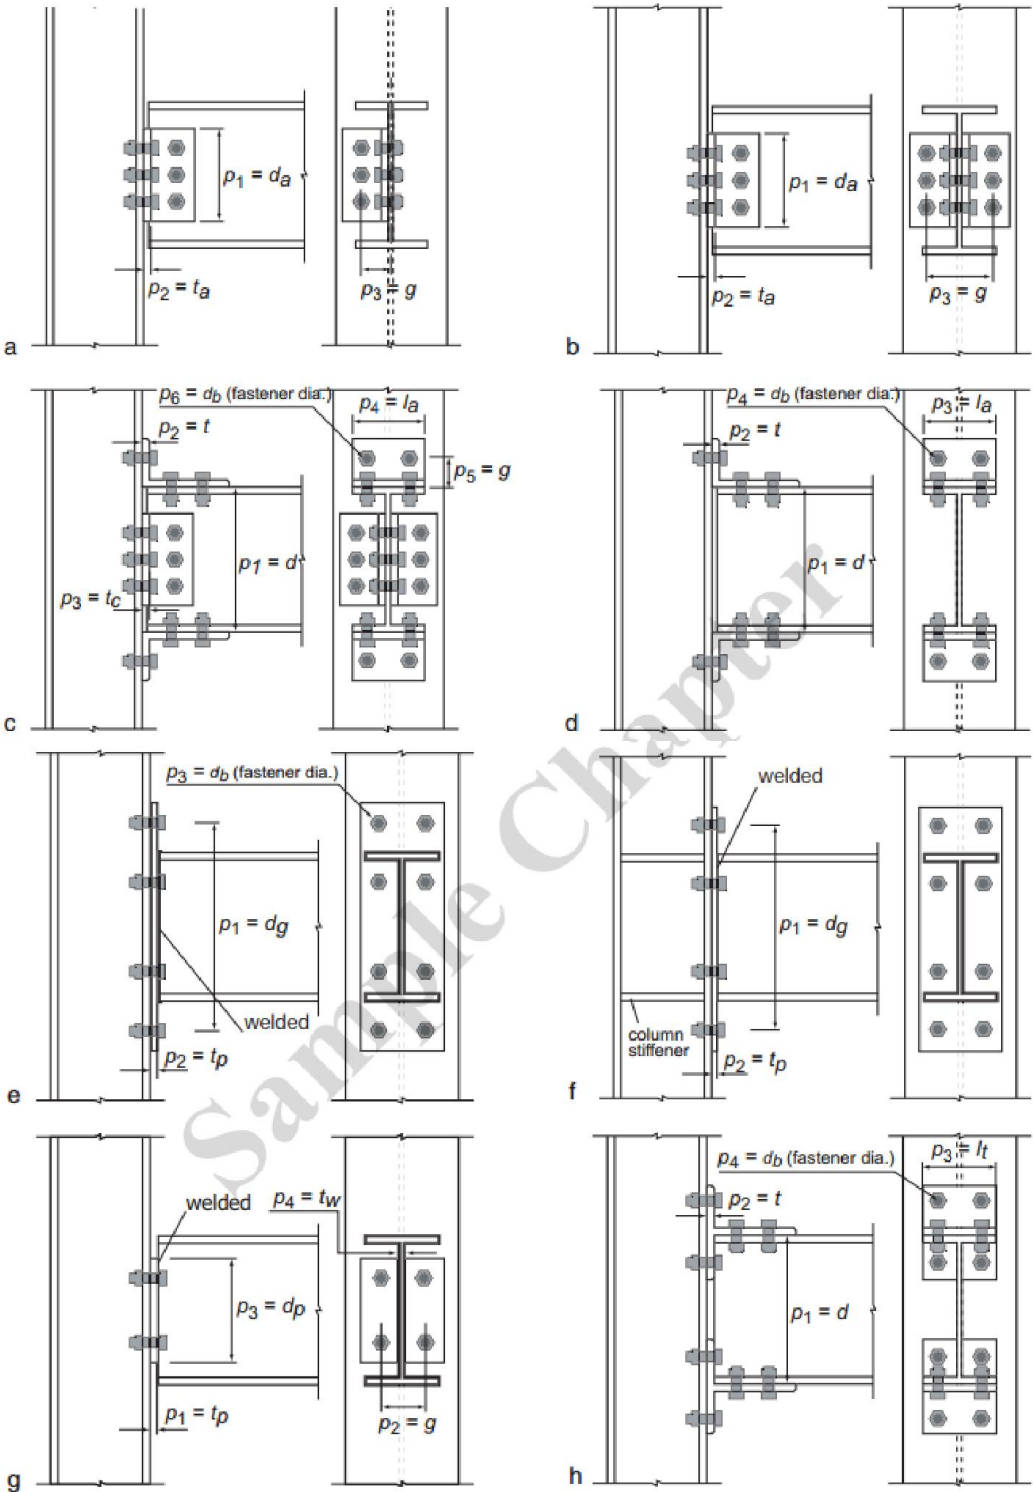 p1 = da
p2 = ta
p3 = g
a
p1 = da
p2 = ta
p3 = g
b
p6 = db (fastener dia.)
p4 = la
p2 = t
p5 = g
p1 = d
p3 = tc
c
p4 = db (fastener dia.)
p3 = la
p2 = t
p1 = d
d
p3 = db (fastener dia.)
p1 = dg
welded
p2 = tp
e
welded
p1 = dg
column
stiffener
p2 = tp
f
welded
p4 = tw
p3 = dp
p1 = tp
p2 = g
g
p4 = db (fastener dia.)
p3 = lt
p2 = t
p1 = d
h
Sample Chapter